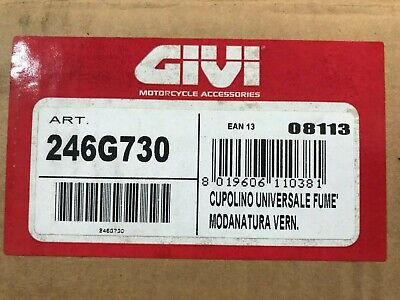 GIVI
MOTORCYCLE ACCESSORIES
ART.
246G730
246G730
EAN 13 08113
8 019606 110381
CUPOLINO UNIVERSALE FUME'
MODANATURA VERN.